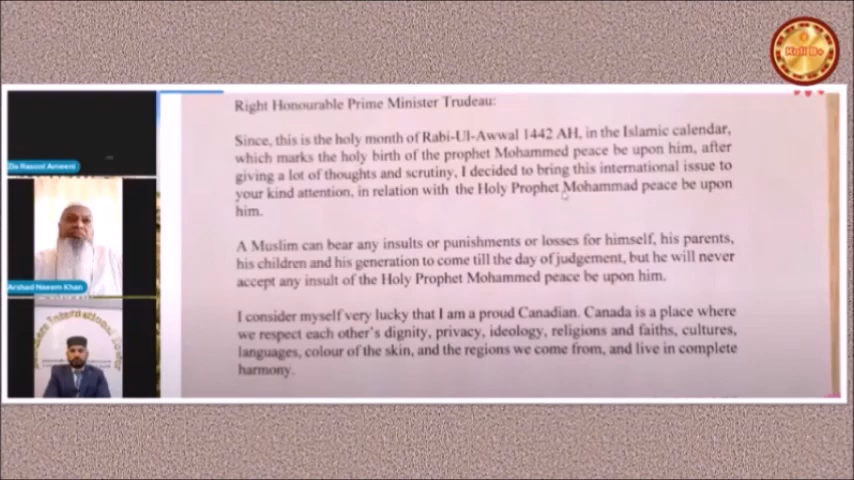 Kidi B+
Right Honourable Prime Minister Trudeau:
Since, this is the holy month of Rabi-Ul-Awwal 1442 AH, in the Islamic calendar,
which marks the holy birth of the prophet Mohammed peace be upon him, after
giving a lot of thoughts and scrutiny, I decided to bring this international issue to
your kind attention, in relation with the Holy Prophet Mohammad peace be upon
him.
A Muslim can bear any insults or punishments or losses for himself, his parents,
his children and his generation to come till the day of judgement, but he will never
accept any insult of the Holy Prophet Mohammed peace be upon him.
I consider myself very lucky that I am a proud Canadian. Canada is a place where
we respect each other's dignity, privacy, ideology, religions and faiths, cultures,
languages, colour of the skin, and the regions we come from, and live in complete
harmony.
Zia Rasool Ameeni
Arshad Naeem Khan
International